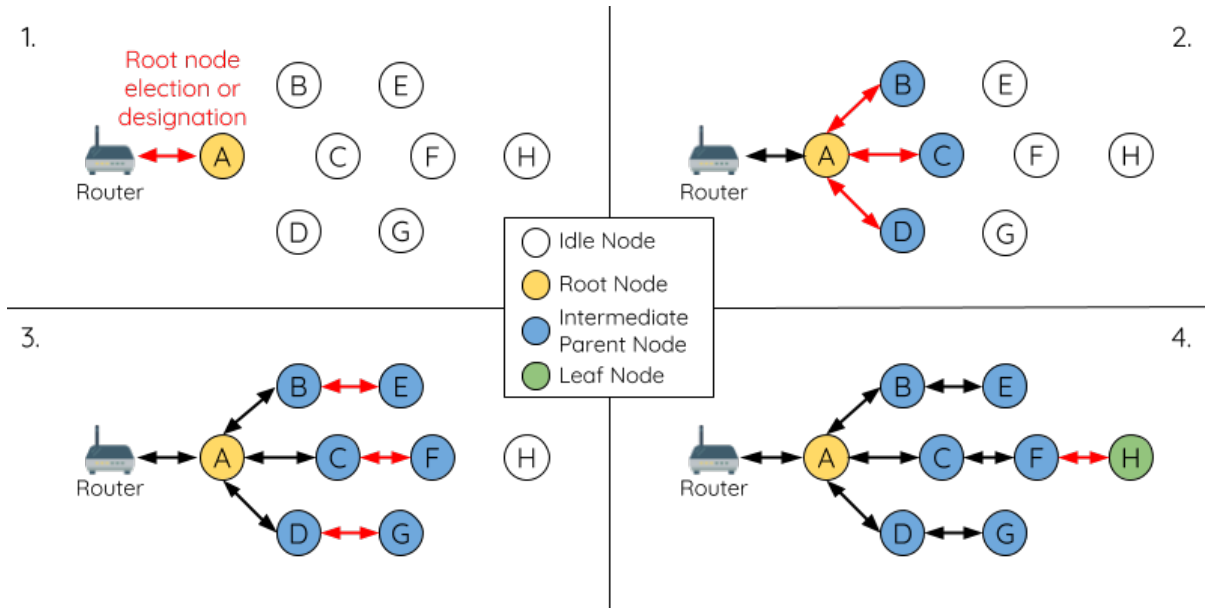 1.
Root node
election or
designation
Router
A
B
E
C
F
H
D
G
2.
Router
A
B
E
C
F
H
D
G
Idle Node
Root Node
Intermediate
Parent Node
Leaf Node
3.
Router
A
B
E
C
F
H
D
G
4.
Router
A
B
E
C
F
H
D
G